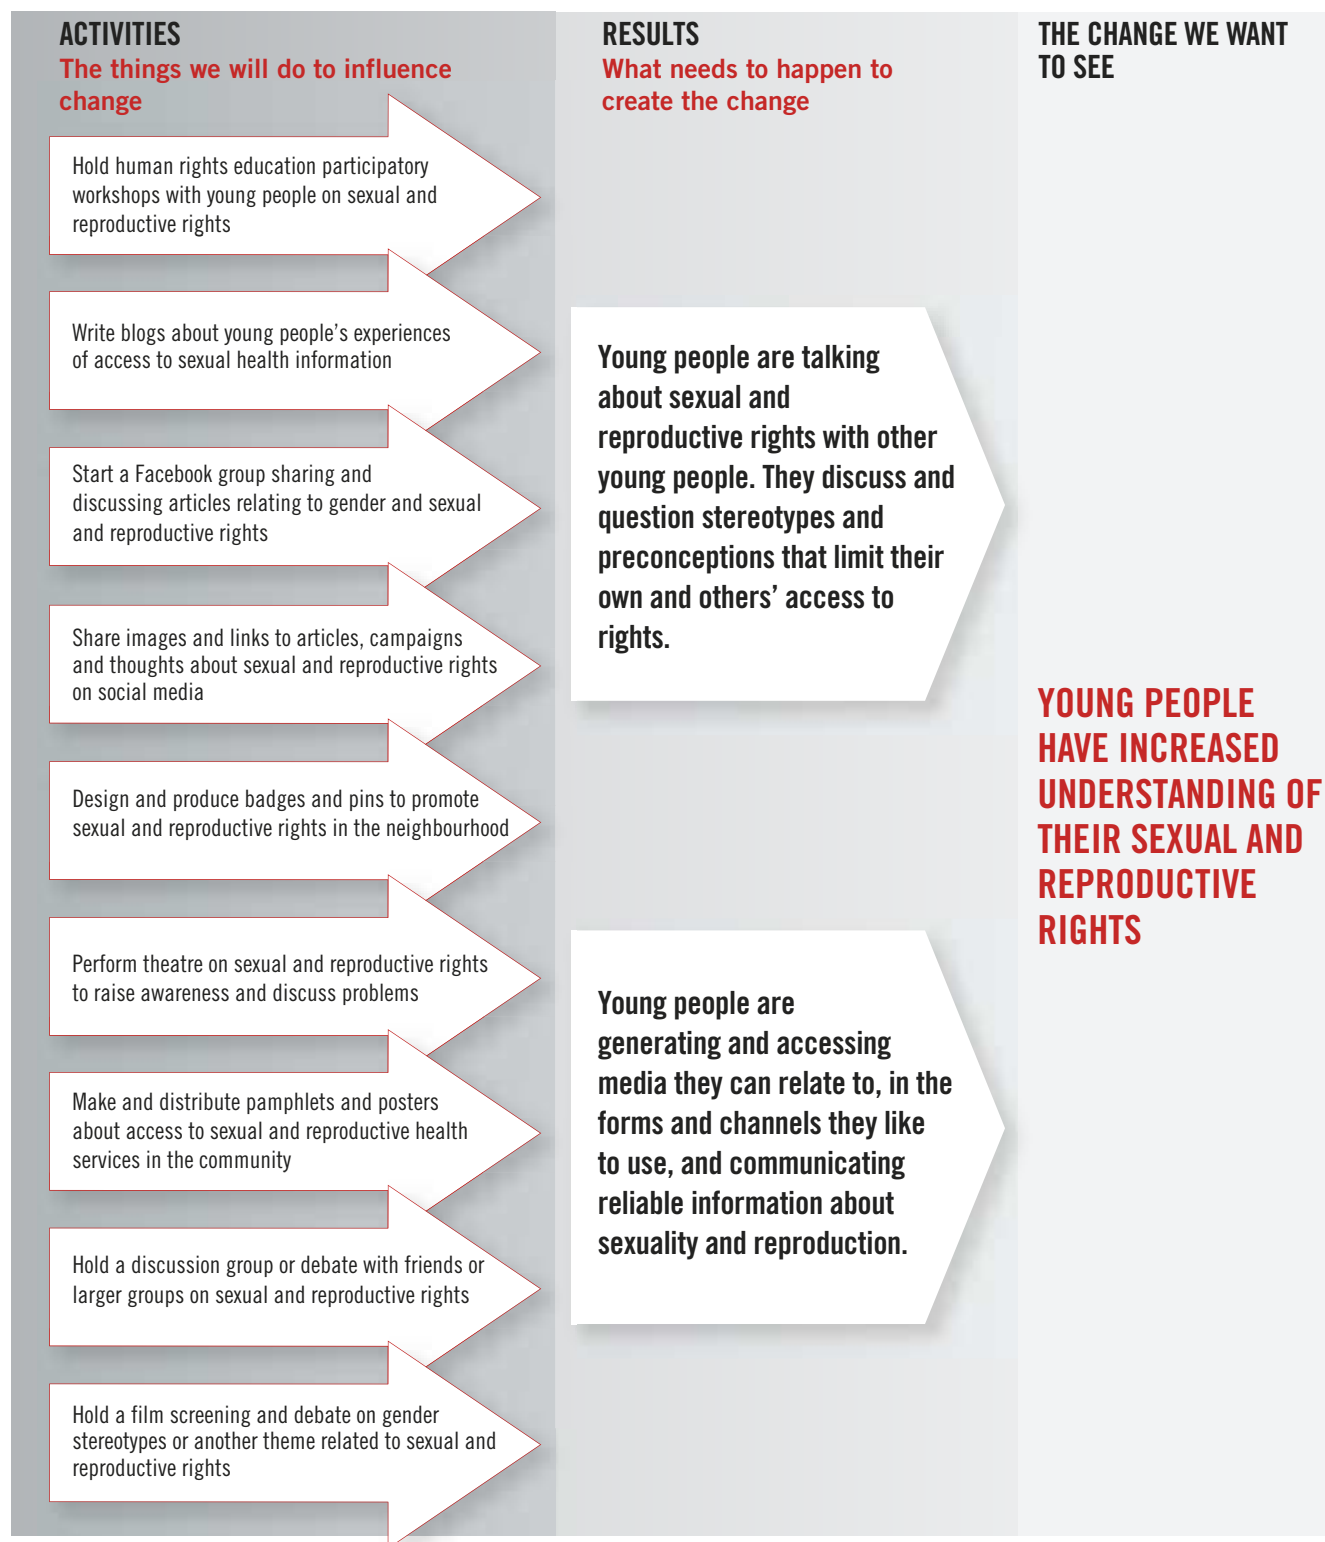 ACTIVITIES
The things we will do to influence
change
Hold human rights education participatory
workshops with young people on sexual and
reproductive rights
Write blogs about young people’s experiences
of access to sexual health information
Start a Facebook group sharing and
discussing articles relating to gender and sexual
and reproductive rights
Share images and links to articles, campaigns
and thoughts about sexual and reproductive rights
on social media
Design and produce badges and pins to promote
sexual and reproductive rights in the neighbourhood
Perform theatre on sexual and reproductive rights
to raise awareness and discuss problems
Make and distribute pamphlets and posters
about access to sexual and reproductive health
services in the community
Hold a discussion group or debate with friends or
larger groups on sexual and reproductive rights
Hold a film screening and debate on gender
stereotypes or another theme related to sexual and
reproductive rights
RESULTS
What needs to happen to
create the change
Young people are talking
about sexual and
reproductive rights with other
young people. They discuss and
question stereotypes and
preconceptions that limit their
own and others’ access to
rights.
Young people are
generating and accessing
media they can relate to, in the
forms and channels they like
to use, and communicating
reliable information about
sexuality and reproduction.
THE CHANGE WE WANT
TO SEE
YOUNG PEOPLE
HAVE INCREASED
UNDERSTANDING OF
THEIR SEXUAL AND
REPRODUCTIVE
RIGHTS